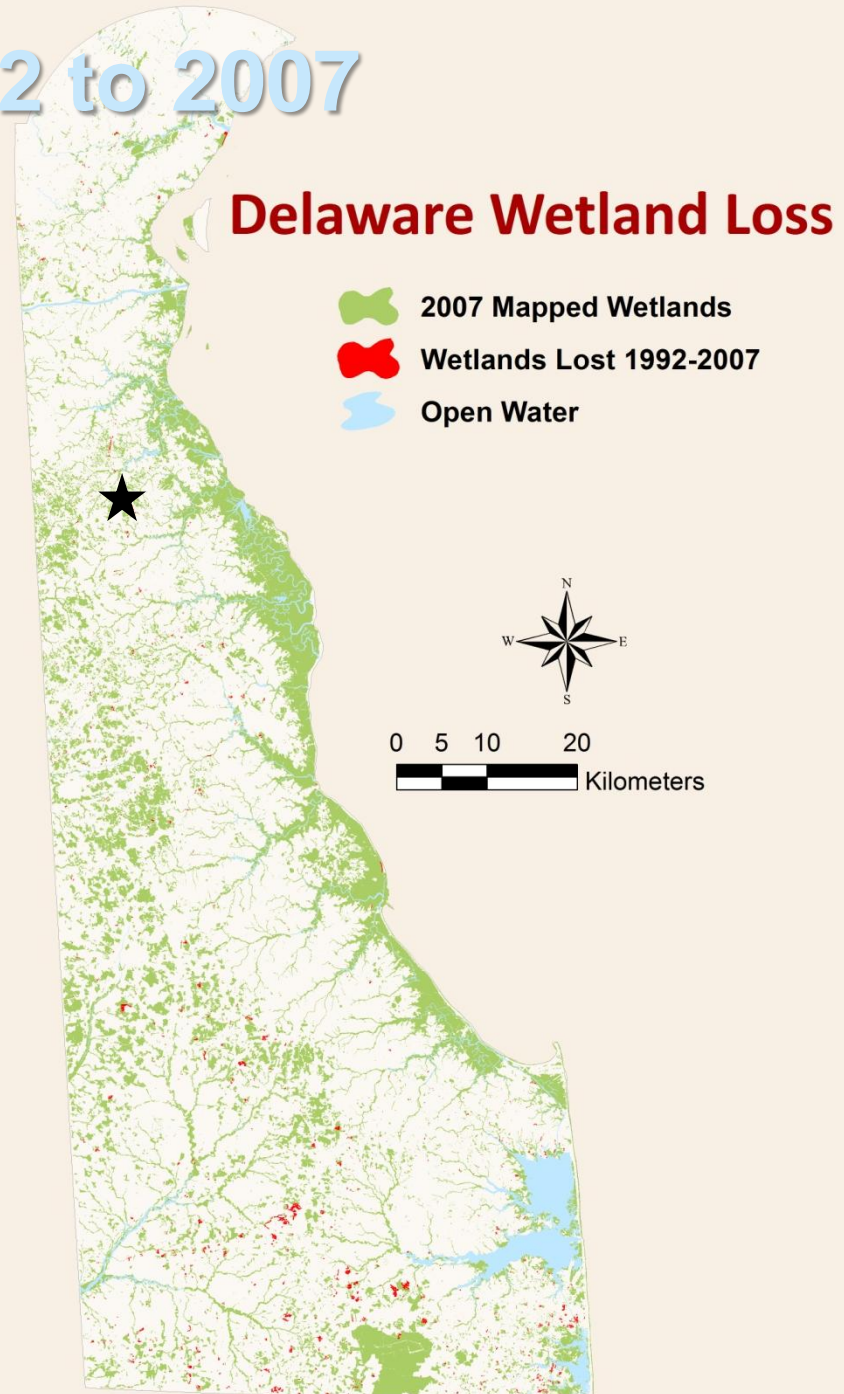 2 to 2007
Delaware Wetland Loss
2007 Mapped Wetlands
Wetlands Lost 1992-2007
Open Water
N
W E
S
0 5 10 20
Kilometers